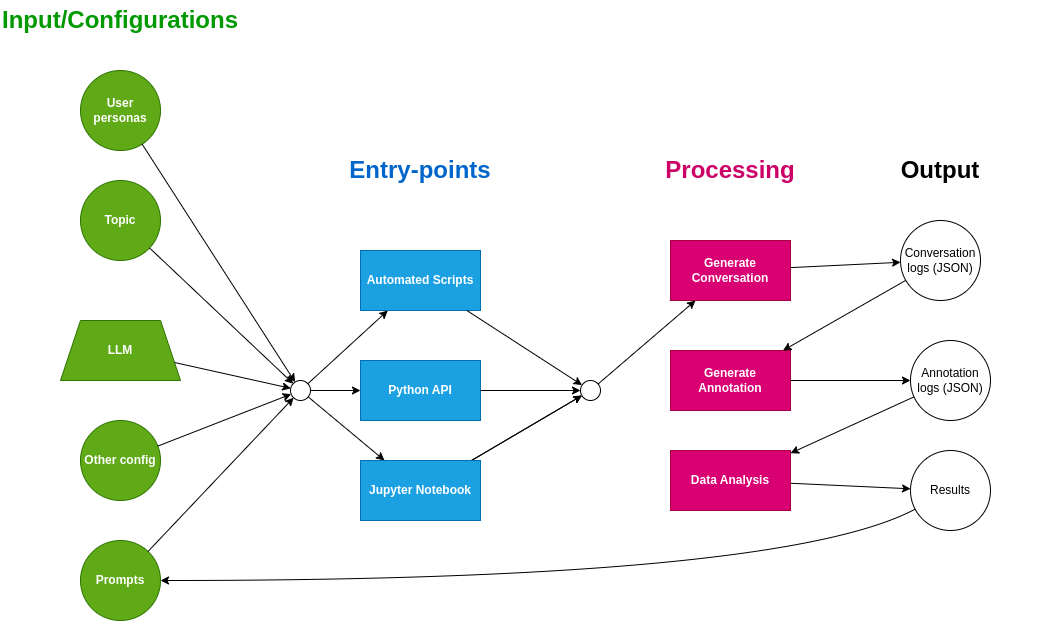 Input/Configurations
User
personas
Topic
LLM
Other config
Prompts
Entry-points
Automated Scripts
Python API
Jupyter Notebook
Processing
Generate
Conversation
Generate
Annotation
Data Analysis
Output
Conversation
logs (JSON)
Annotation
logs (JSON)
Results